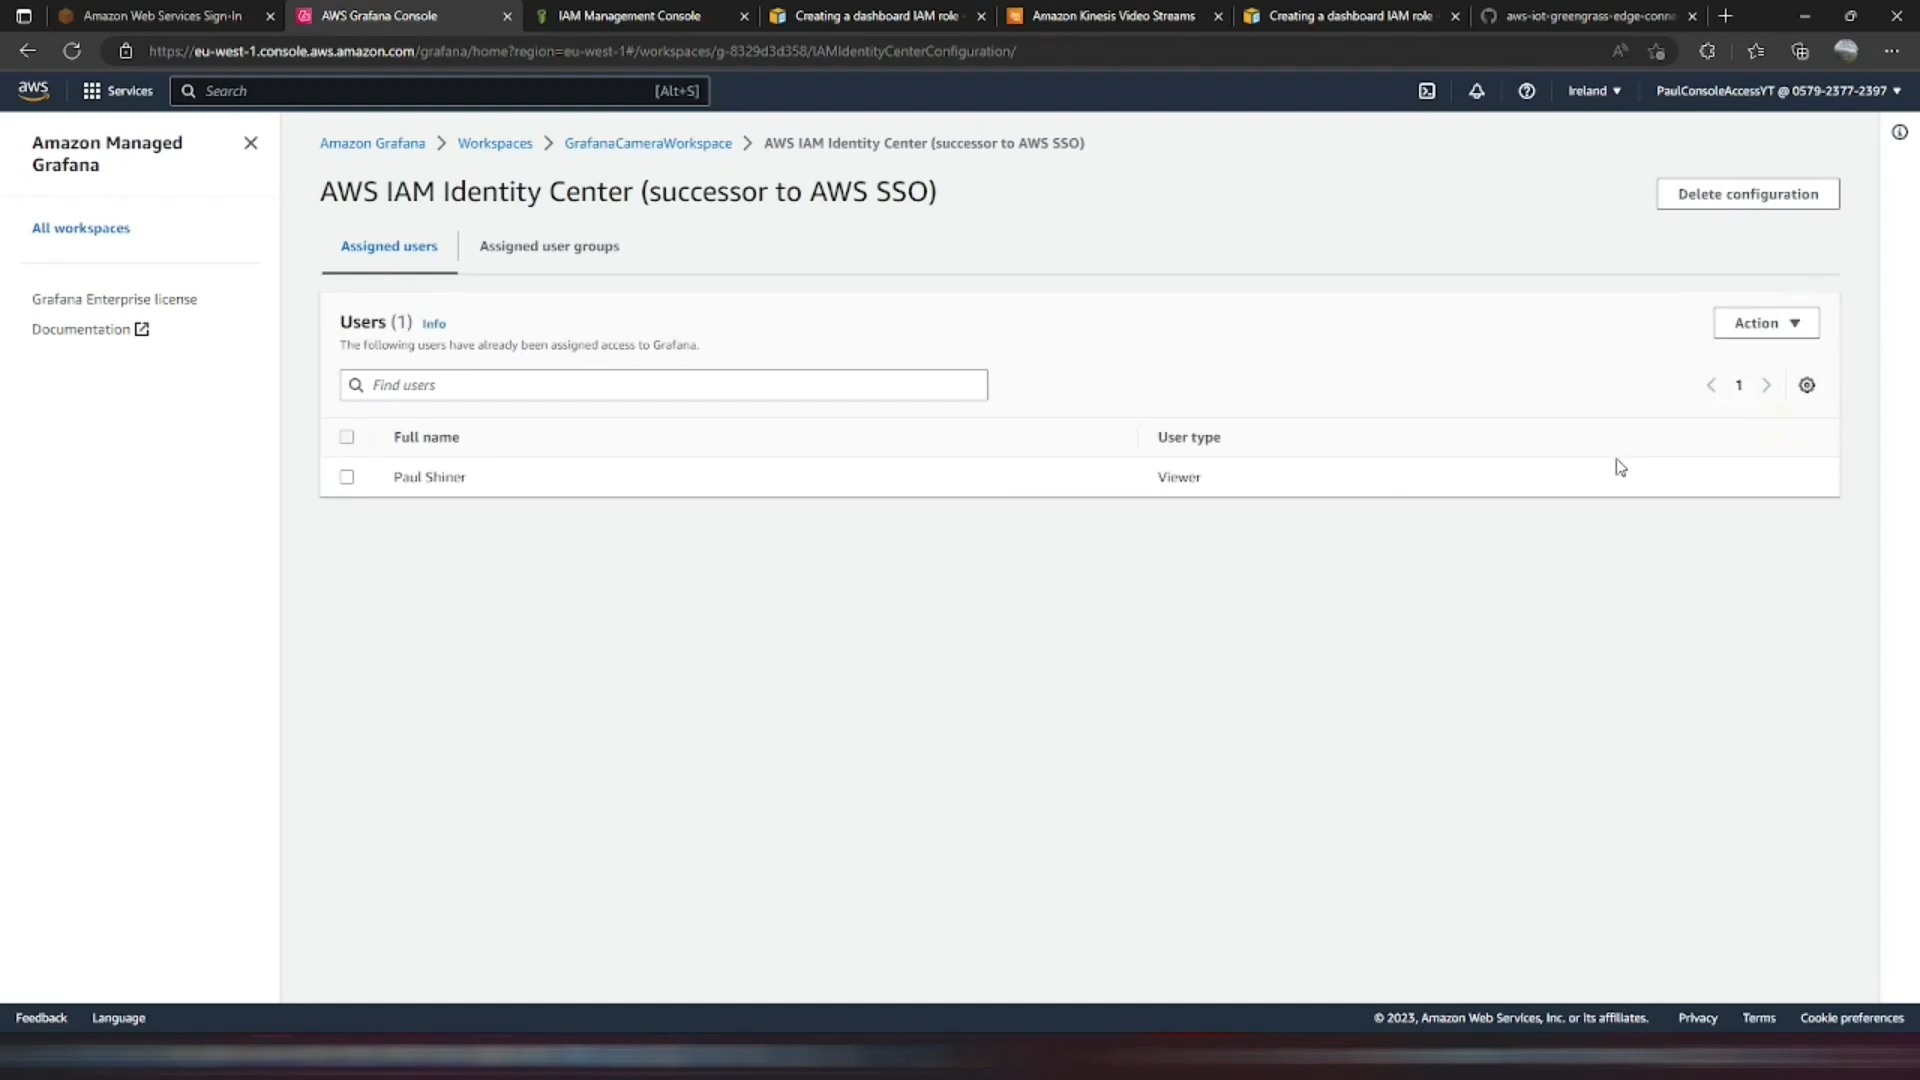 Amazon Web Services Sign-In
AWS Grafana Console
IAM Management Console
Creating a dashboard IAM role
Amazon Kinesis Video Streams
Creating a dashboard IAM role
aws-iot-greengrass-edge-conne
https://eu-west-1.console.aws.amazon.com/grafana/home?region=eu-west-1#/workspaces/g-8329d3d358/IAMIdentityCenterConfiguration/
aws
Services
Search
[Alt+S]
Ireland
PaulConsoleAccessYT @ 0579-2377-2397
Amazon Managed
Grafana
All workspaces
Grafana Enterprise license
Documentation
Amazon Grafana
Workspaces
GrafanaCameraWorkspace
AWS IAM Identity Center (successor to AWS SSO)
AWS IAM Identity Center (successor to AWS SSO)
Delete configuration
Assigned users
Assigned user groups
Users (1) Info
Action
The following users have already been assigned access to Grafana.
Find users
1
Full name
User type
Paul Shiner
Viewer
Feedback
Language
© 2023, Amazon Web Services, Inc. or its affiliates.
Privacy
Terms
Cookie preferences